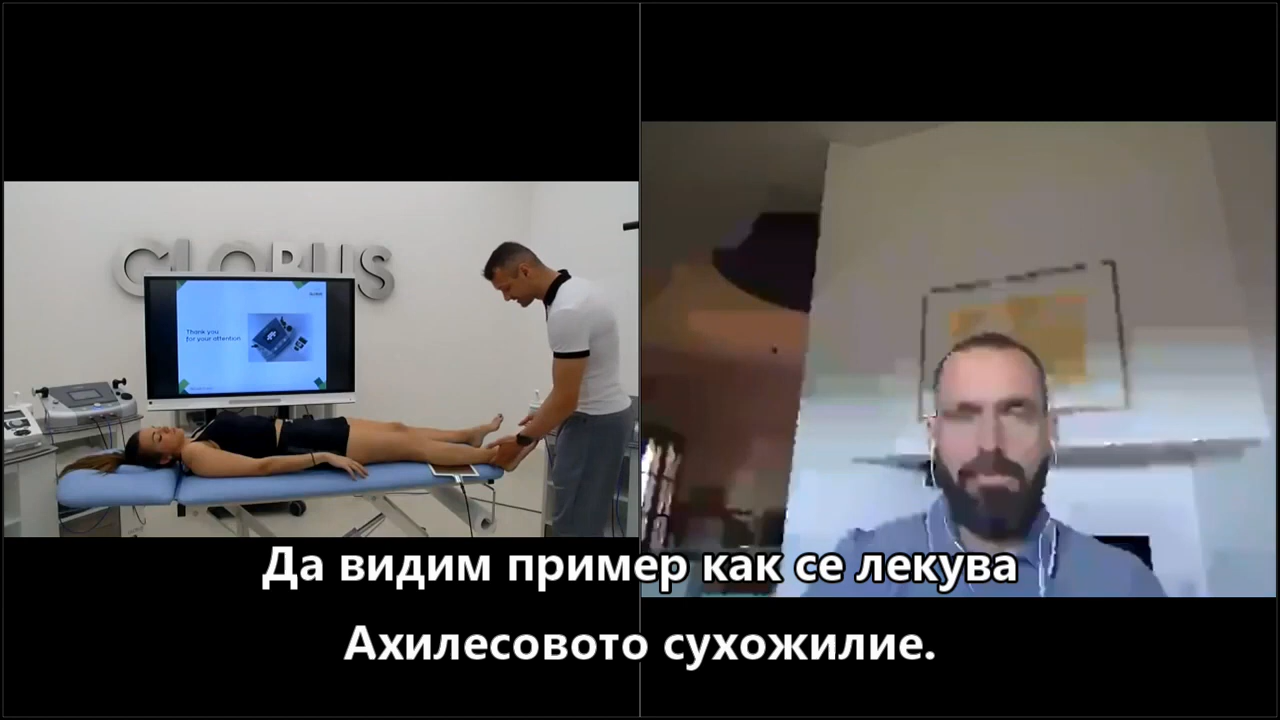 GLOBUS
Thank you
for your attention
Да видим пример как се лекува
Ахилесовото сухожилие.